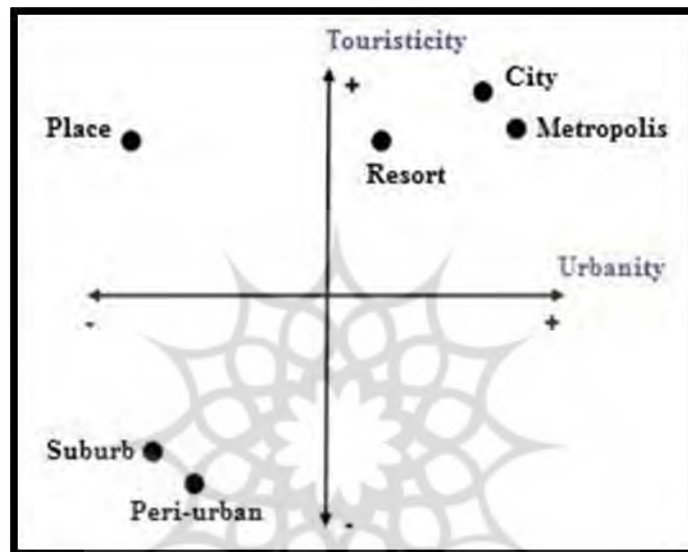 Touristicity
+
City
Place
Metropolis
Resort
Urbanity
-
+
Suburb
Peri-urban
-